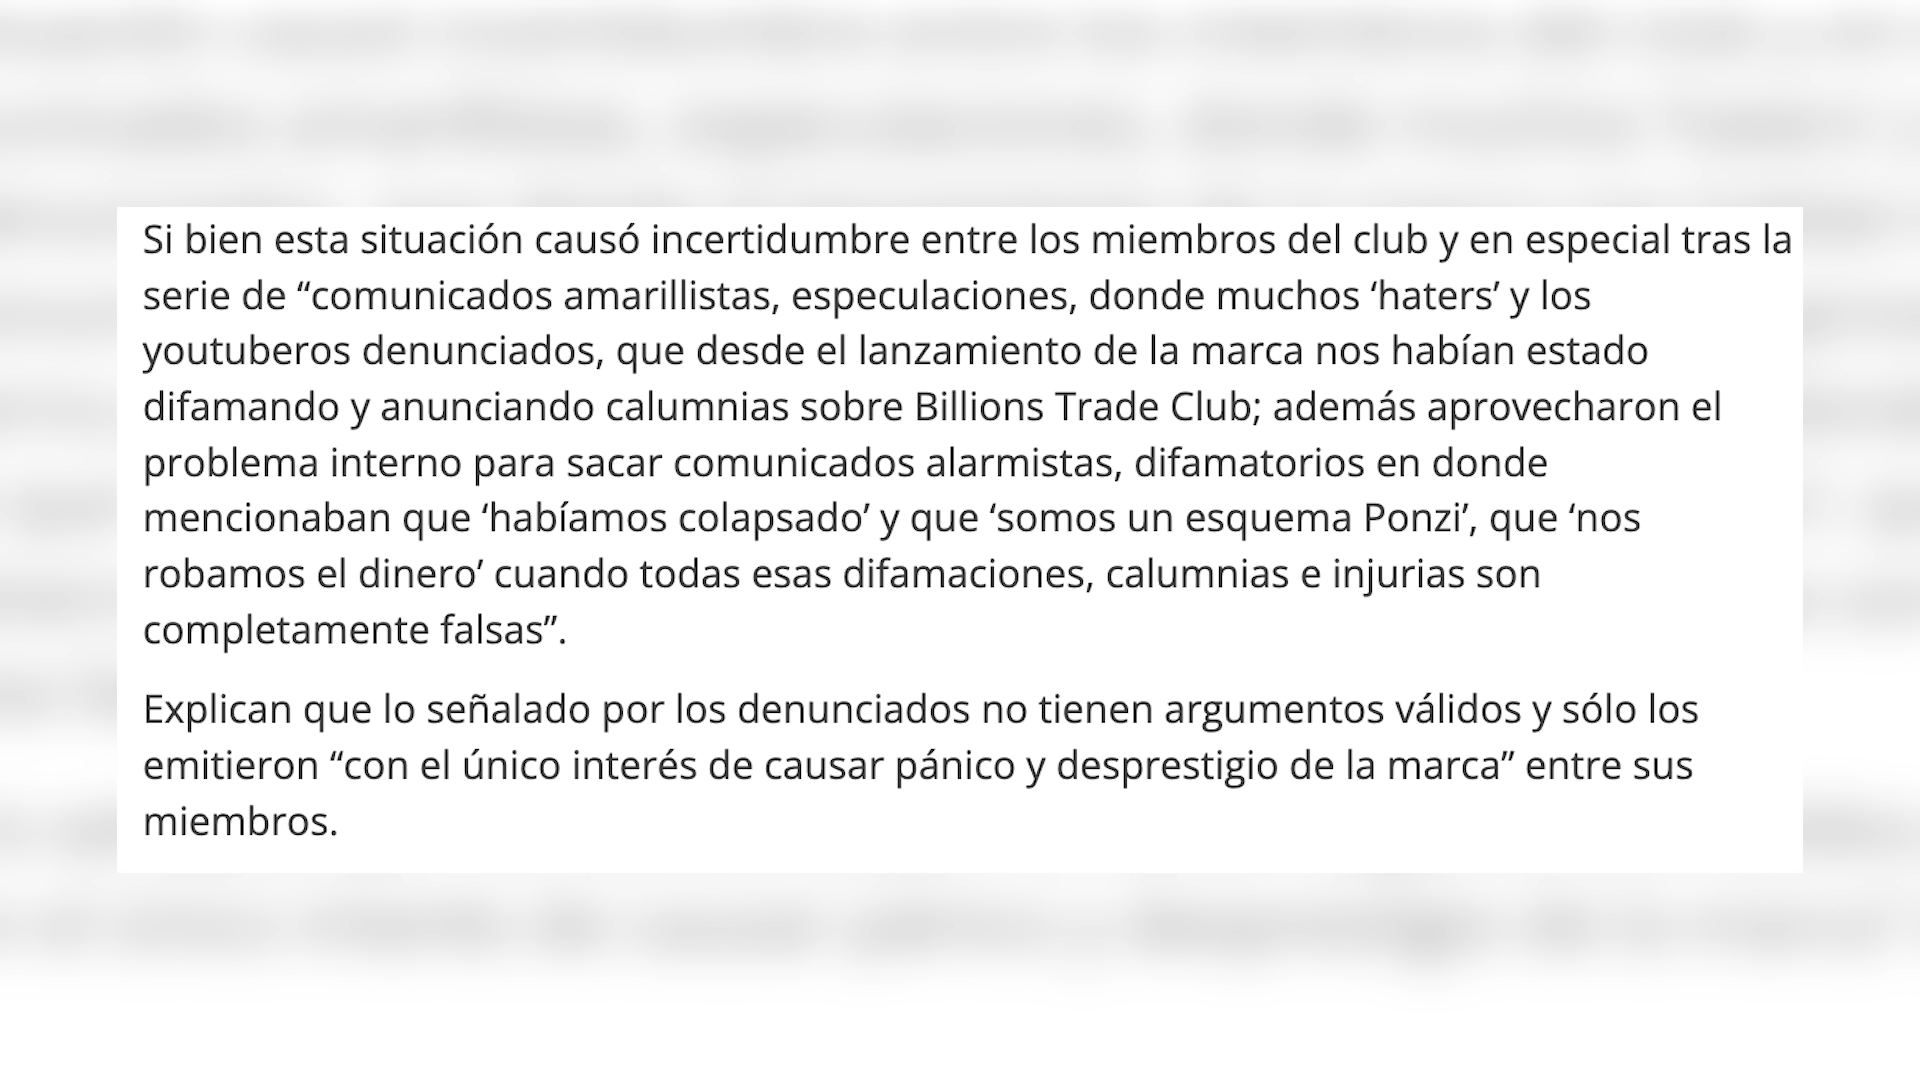 Si bien esta situación causó incertidumbre entre los miembros del club y en especial tras la
serie de “comunicados amarillistas, especulaciones, donde muchos ‘haters’ y los
youtuberos denunciados, que desde el lanzamiento de la marca nos habían estado
difamando y anunciando calumnias sobre Billions Trade Club; además aprovecharon el
problema interno para sacar comunicados alarmistas, difamatorios en donde
mencionaban que ‘habíamos colapsado’ y que ‘somos un esquema Ponzi’, que ‘nos
robamos el dinero’ cuando todas esas difamaciones, calumnias e injurias son
completamente falsas”.
Explican que lo señalado por los denunciados no tienen argumentos válidos y sólo los
emitieron “con el único interés de causar pánico y desprestigio de la marca” entre sus
miembros.